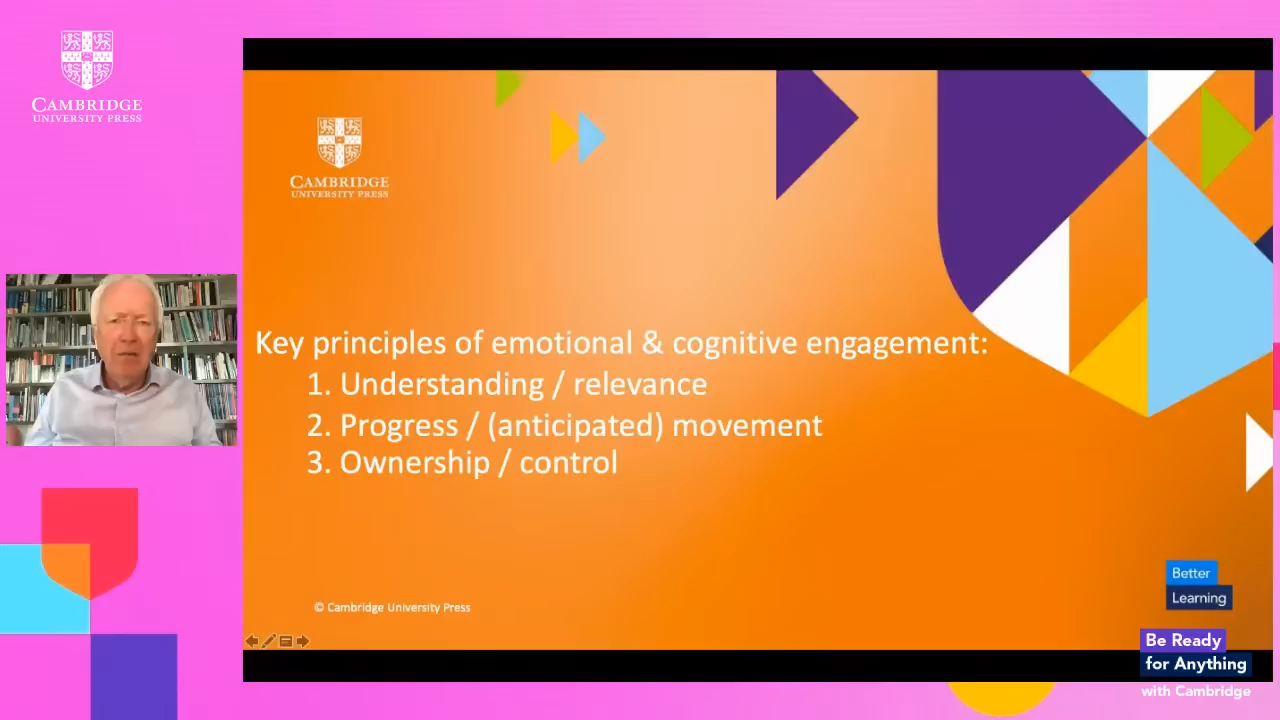 CAMBRIDGE
UNIVERSITY PRESS
CAMBRIDGE
UNIVERSITY PRESS
Key principles of emotional & cognitive engagement:
1. Understanding / relevance
2. Progress / (anticipated) movement
3. Ownership / control
© Cambridge University Press
Better
Learning
Be Ready
for Anything
with Cambridge